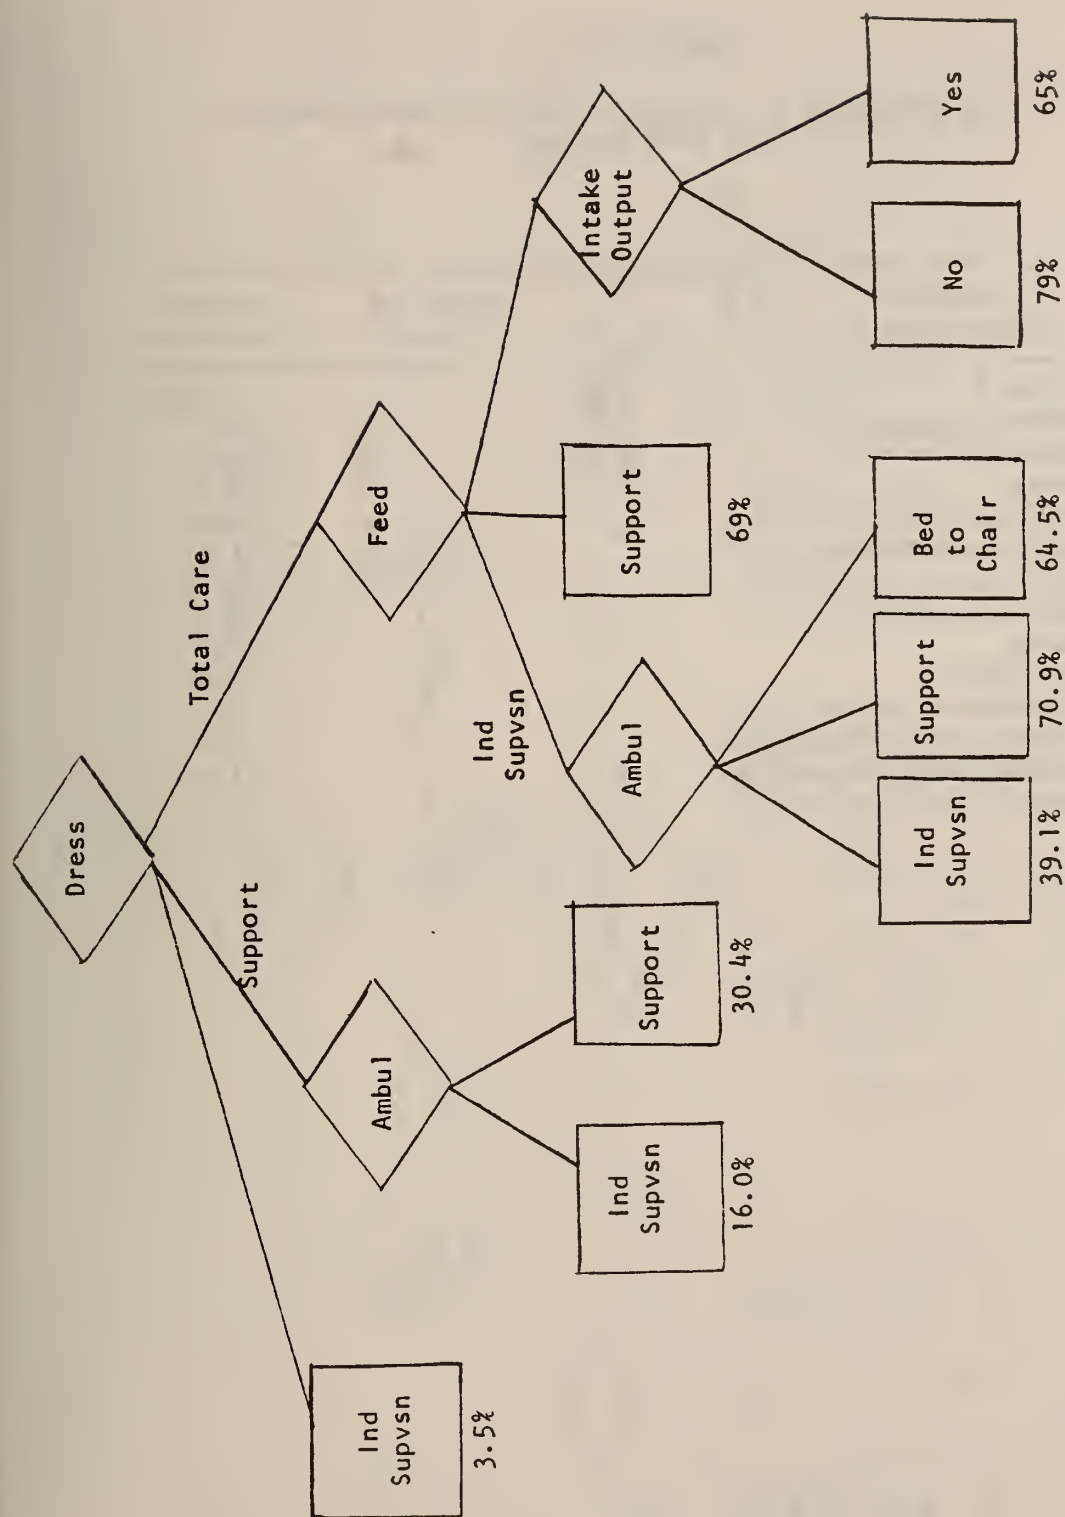 Dress
Total Care
Support
Ind
Supvsn
3.5%
Ambul
Feed
Ind
Supvsn
16.0%
Support
30.4%
Ind
Supvsn
Support
69%
Intake
Output
Ambul
Ind
Supvsn
39.1%
Support
70.9%
Bed
to
Chair
64.5%
No
79%
Yes
65%